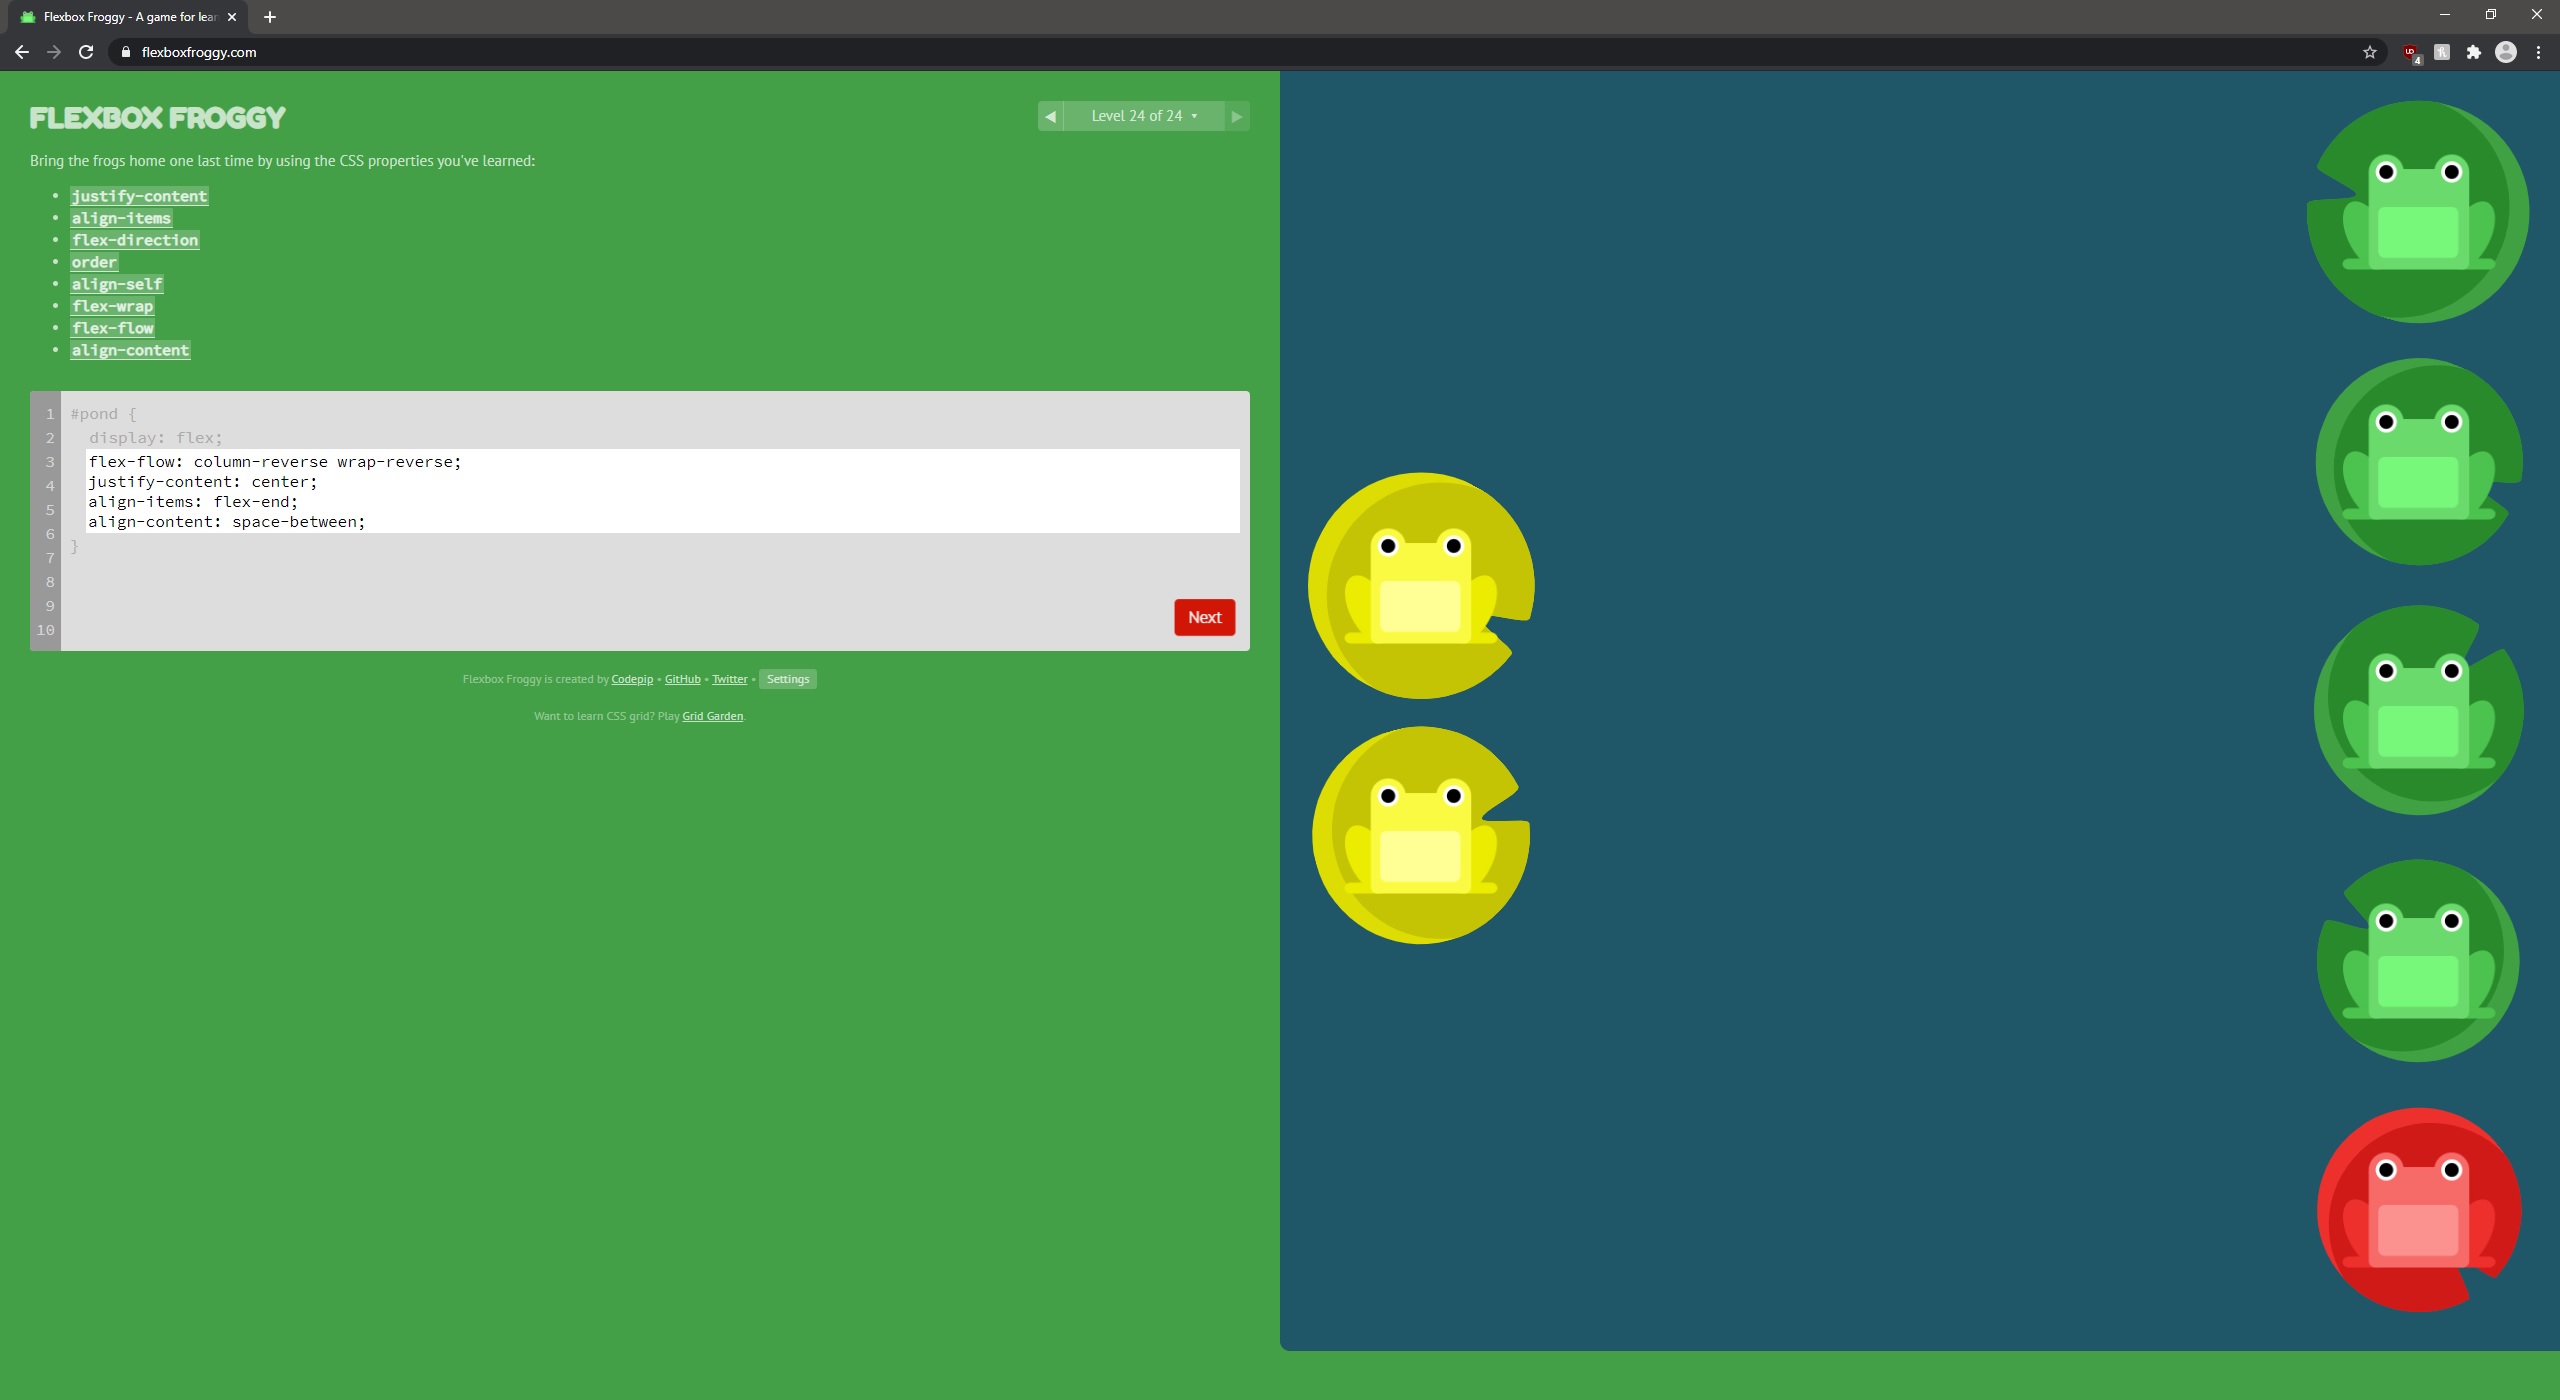 Flexbox Froggy - A game for lear
flexboxfroggy.com
4
FLEXBOX FROGGY
◀ Level 24 of 24 ▾ ▶
Bring the frogs home one last time by using the CSS properties you've learned:
• justify-content
• align-items
• flex-direction
• order
• align-self
• flex-wrap
• flex-flow
• align-content
1 #pond {
2 display: flex;
3 flex-flow: column-reverse wrap-reverse;
4 justify-content: center;
5 align-items: flex-end;
6 align-content: space-between;
7 }
8
9
10
Next
Flexbox Froggy is created by Codepip • GitHub • Twitter • Settings
Want to learn CSS grid? Play Grid Garden.